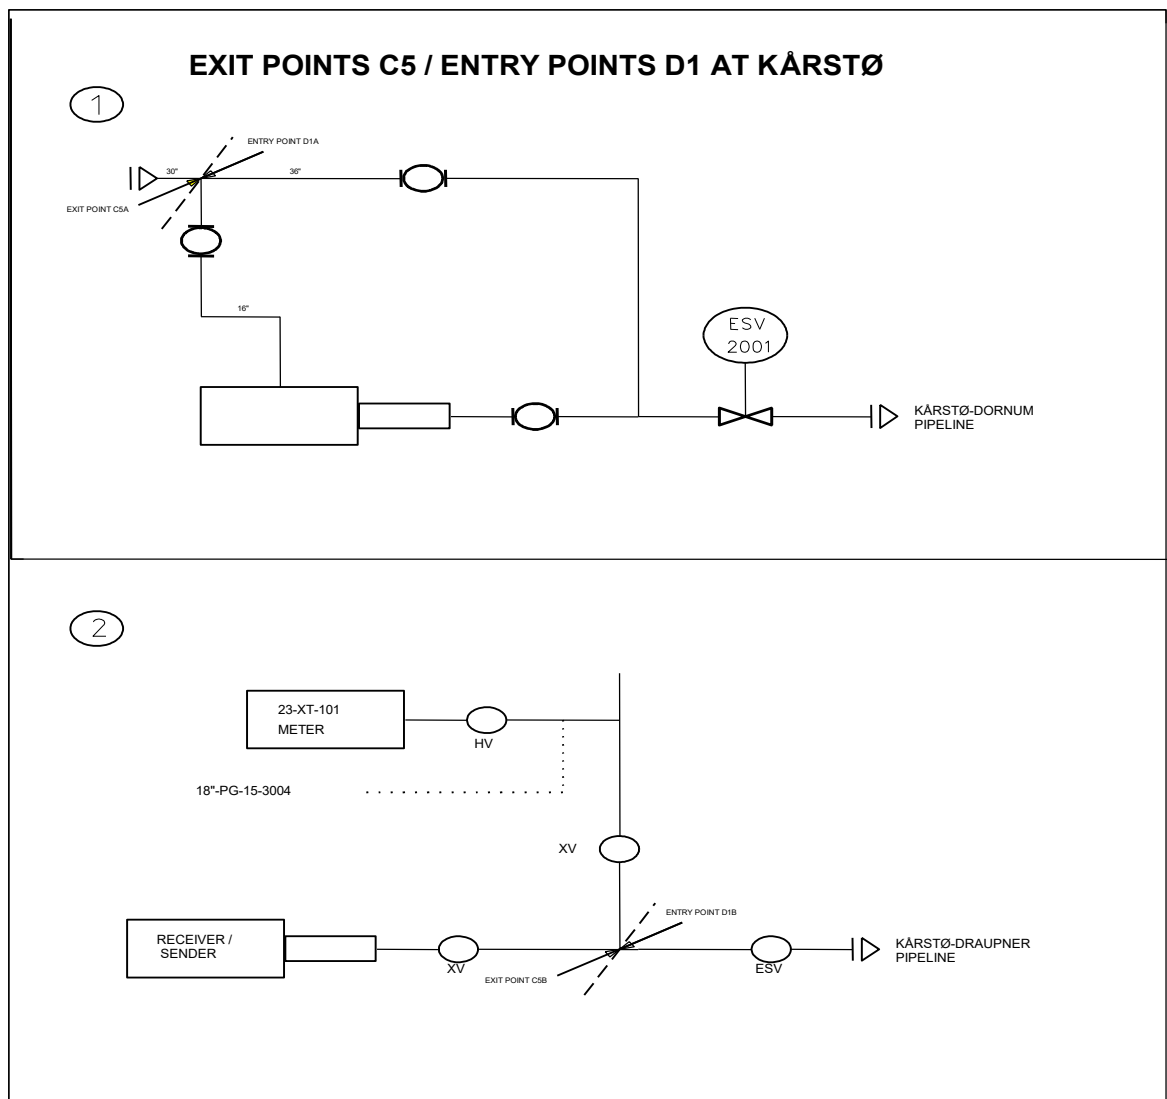 EXIT POINTS C5 / ENTRY POINTS D1 AT KÅRSTØ
1
ENTRY POINT D1A
30"
36"
EXIT POINT C5A
16"
ESV
2001
KÅRSTØ-DORNUM
PIPELINE
2
23-XT-101
METER
HV
18"-PG-15-3004
XV
ENTRY POINT D1B
RECEIVER /
SENDER
XV
EXIT POINT C5B
ESV
KÅRSTØ-DRAUPNER
PIPELINE